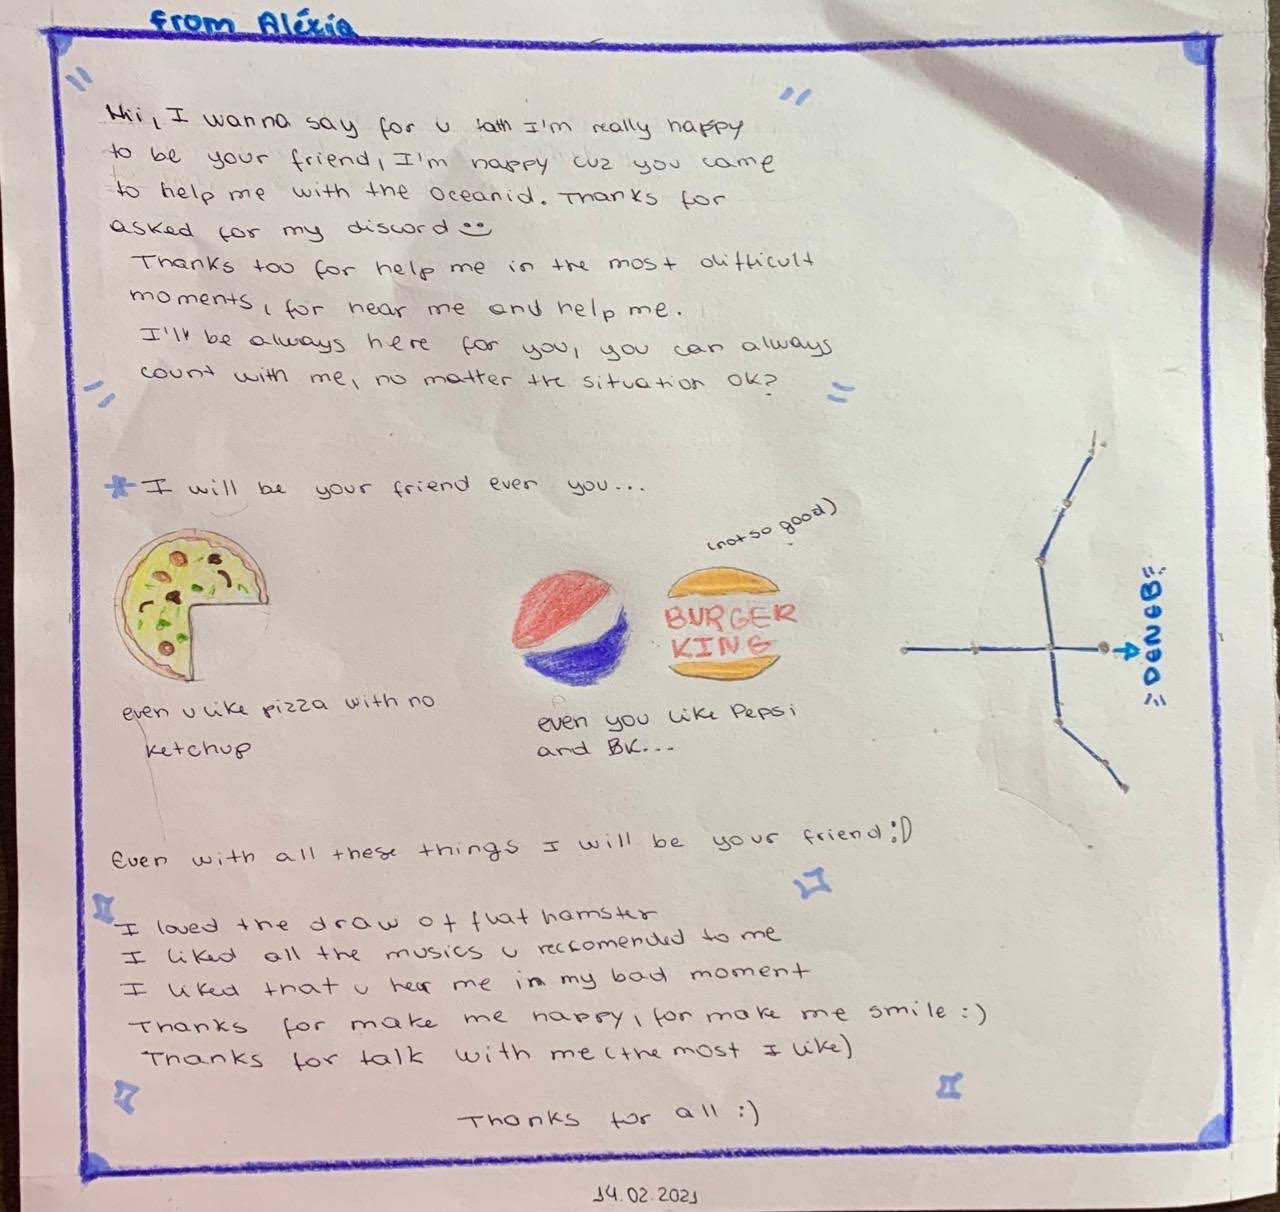 from Aléxia
Hii, I wanna say for u tath I'm really happy
to be your friend, I'm happy cuz you came
to help me with the Oceanid. Thanks for
asked for my discord
Thanks too for help me in the most difficult
moments, for hear me and help me.
I'll be always here for you, you can always
count with me, no matter the situation ok?
I will be your friend ever you...
(not so good)
BURGER
KING
=DENEB=
even u like pizza with no
ketchup
even you like Pepsi
and BK...
Even with all these things I will be your friend :D
I loved the draw of flat hamster
I liked all the musics u reccomended to me
I liked that u hear me in my bad moment
Thanks for make me happy, for make me smile :)
Thanks for talk with me (the most I like)
Thanks for all :)
14.02.2021